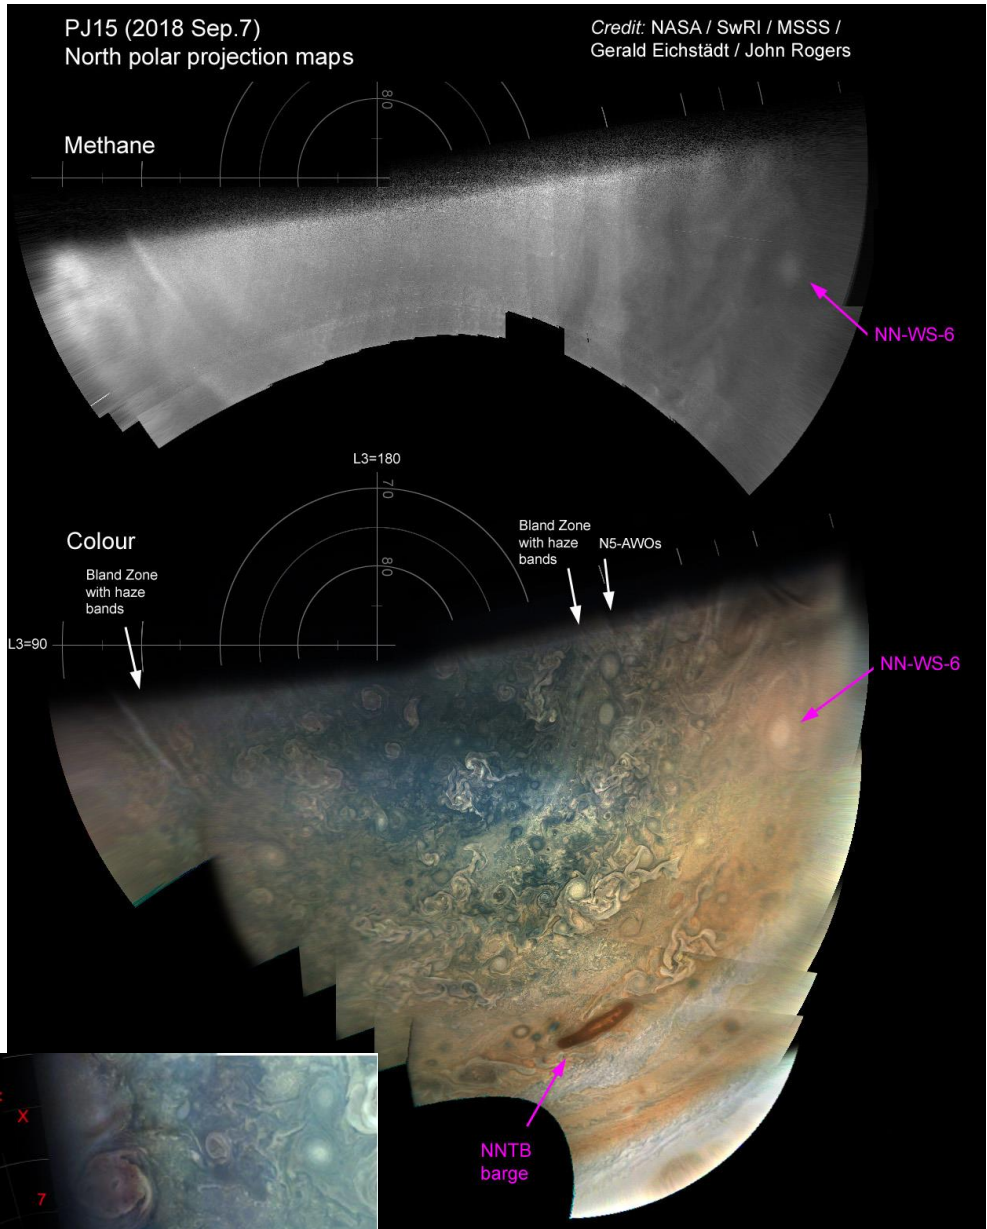 PJ15 (2018 Sep.7)
North polar projection maps
Credit: NASA / SwRI / MSSS /
Gerald Eichstädt / John Rogers
80
Methane
NN-WS-6
L3=180
70
Colour
80
Bland Zone
with haze
bands
Bland Zone
with haze
bands
N5-AWOs
L3=90
NN-WS-6
NNTB
barge
X
7